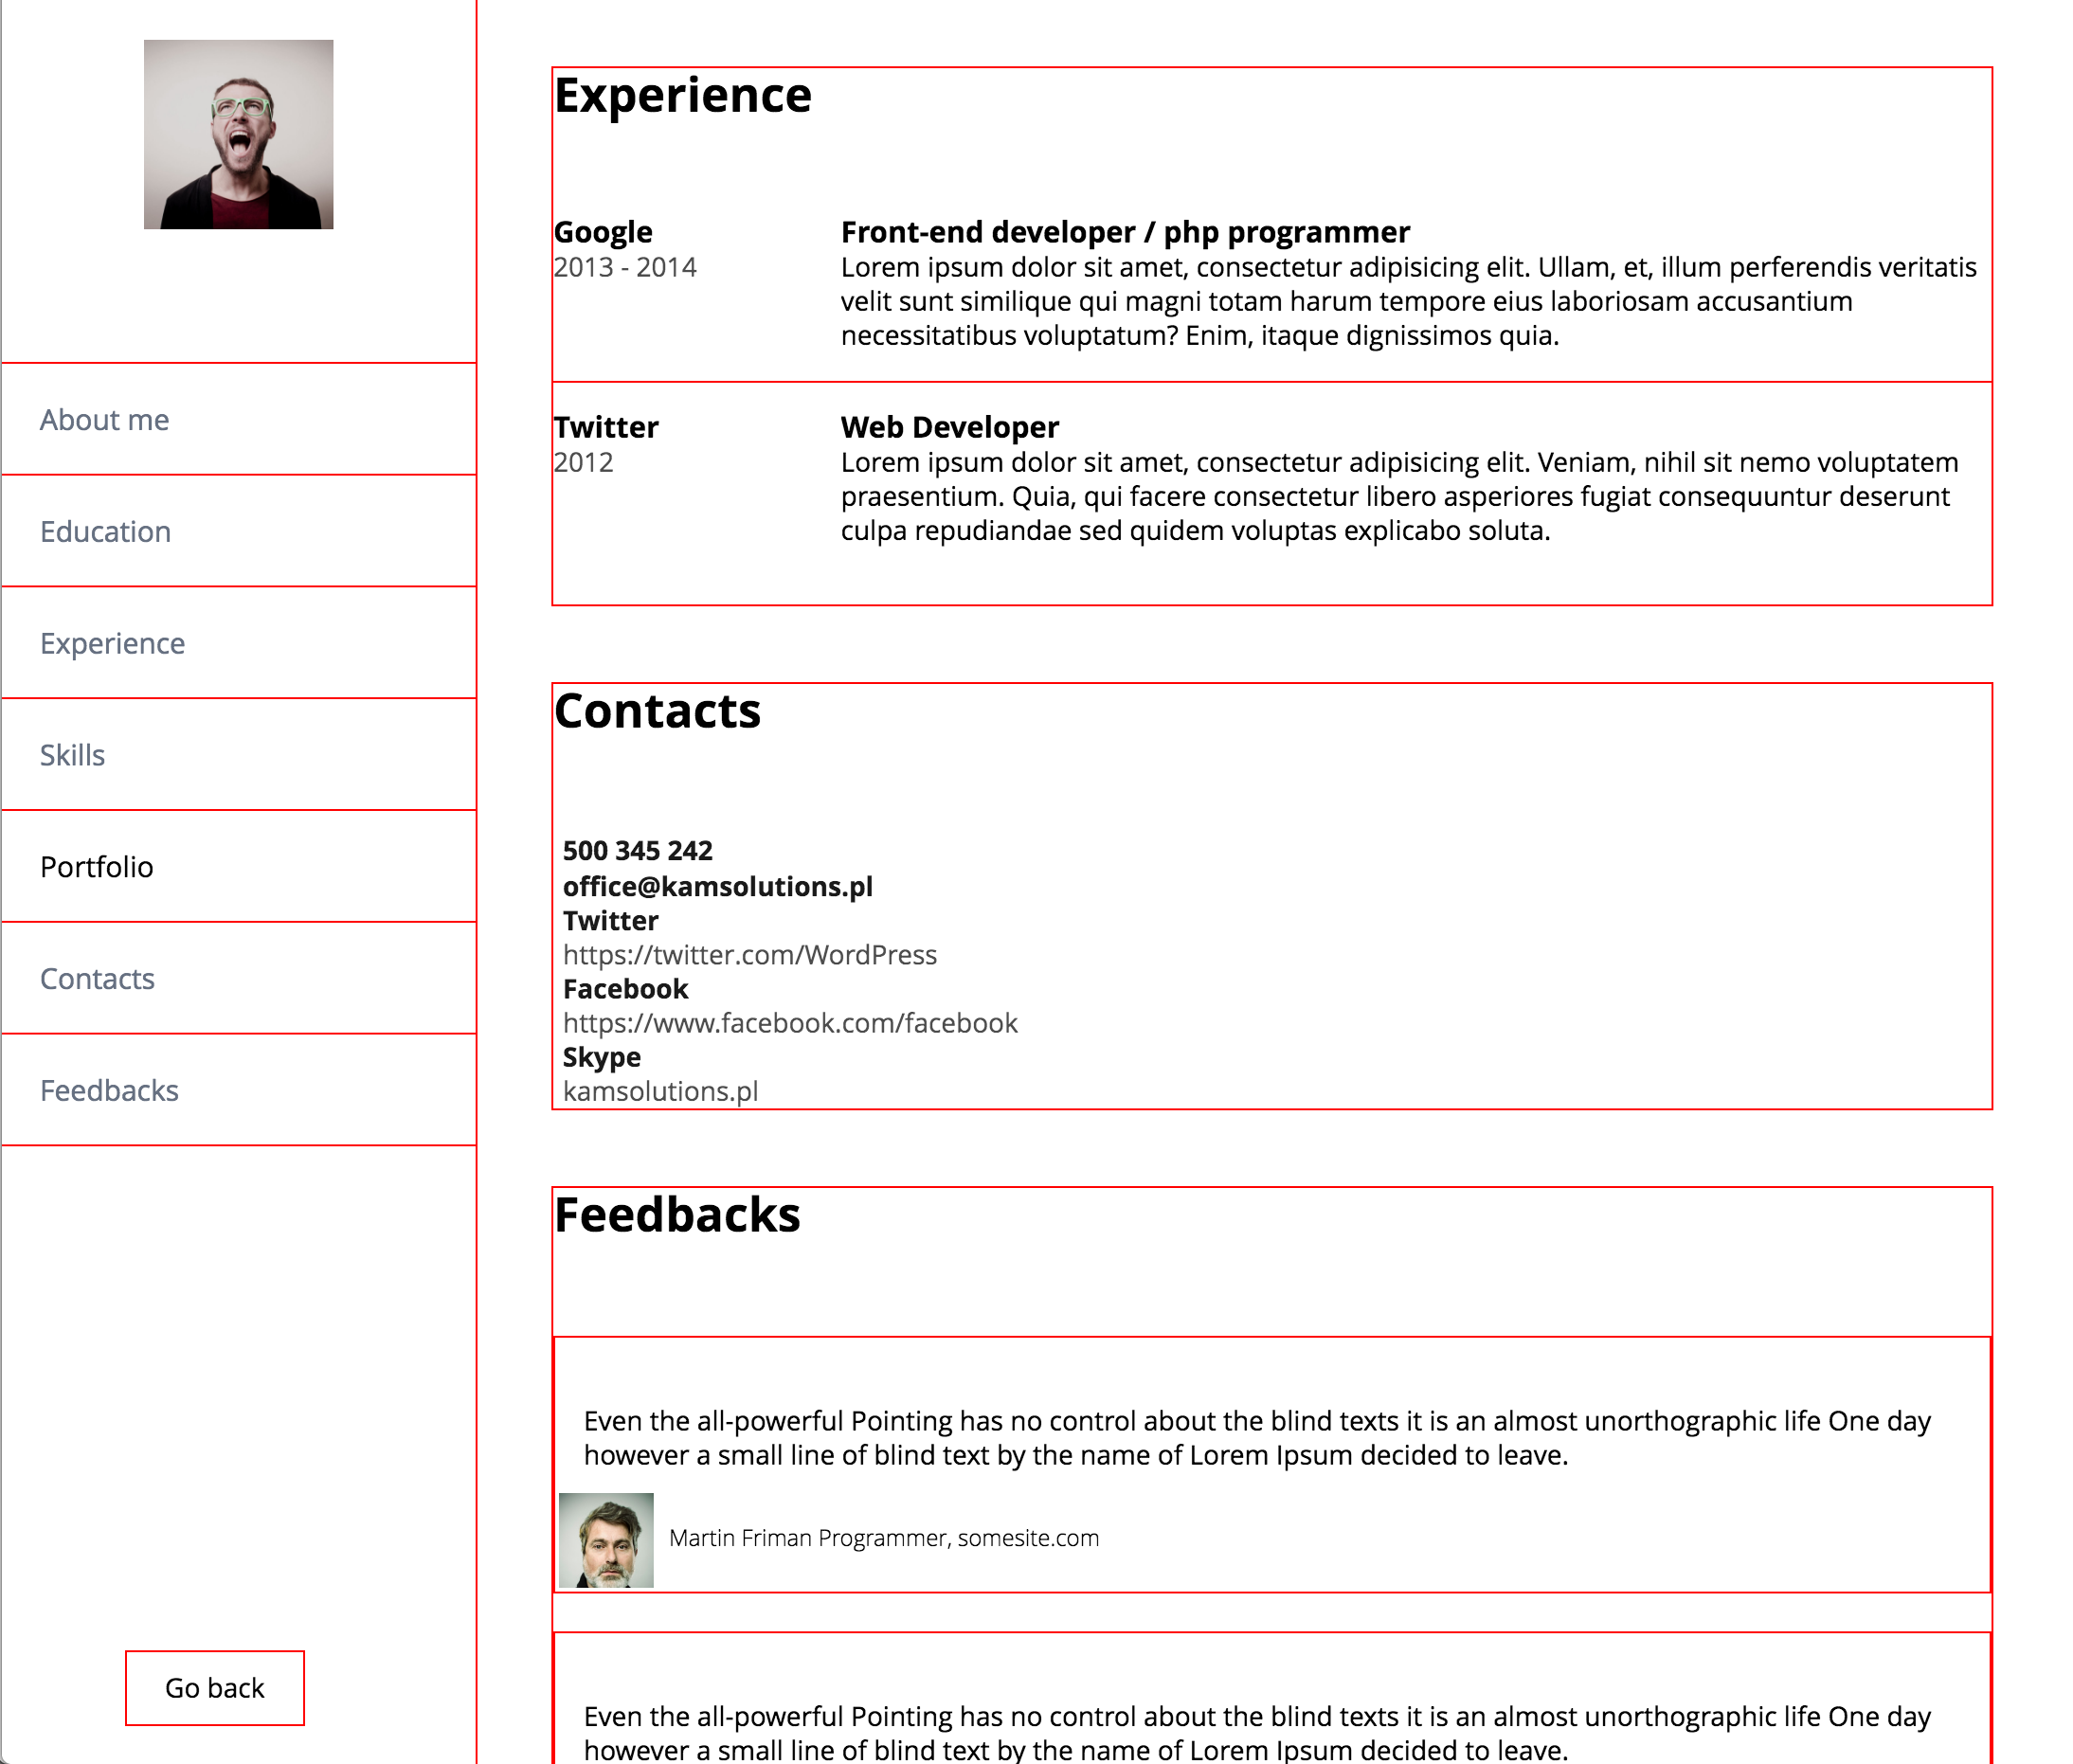 About me
Education
Experience
Skills
Portfolio
Contacts
Feedbacks
Go back
Experience
Google
2013 - 2014
Front-end developer / php programmer
Lorem ipsum dolor sit amet, consectetur adipisicing elit. Ullam, et, illum perferendis veritatis
velit sunt similique qui magni totam harum tempore eius laboriosam accusantium
necessitatibus voluptatum? Enim, itaque dignissimos quia.
Twitter
2012
Web Developer
Lorem ipsum dolor sit amet, consectetur adipisicing elit. Veniam, nihil sit nemo voluptatem
praesentium. Quia, qui facere consectetur libero asperiores fugiat consequuntur deserunt
culpa repudiandae sed quidem voluptas explicabo soluta.
Contacts
500 345 242
office@kamsolutions.pl
Twitter
https://twitter.com/WordPress
Facebook
https://www.facebook.com/facebook
Skype
kamsolutions.pl
Feedbacks
Even the all-powerful Pointing has no control about the blind texts it is an almost unorthographic life One day
however a small line of blind text by the name of Lorem Ipsum decided to leave.
Martin Friman Programmer, somesite.com
Even the all-powerful Pointing has no control about the blind texts it is an almost unorthographic life One day
however a small line of blind text by the name of Lorem Ipsum decided to leave.